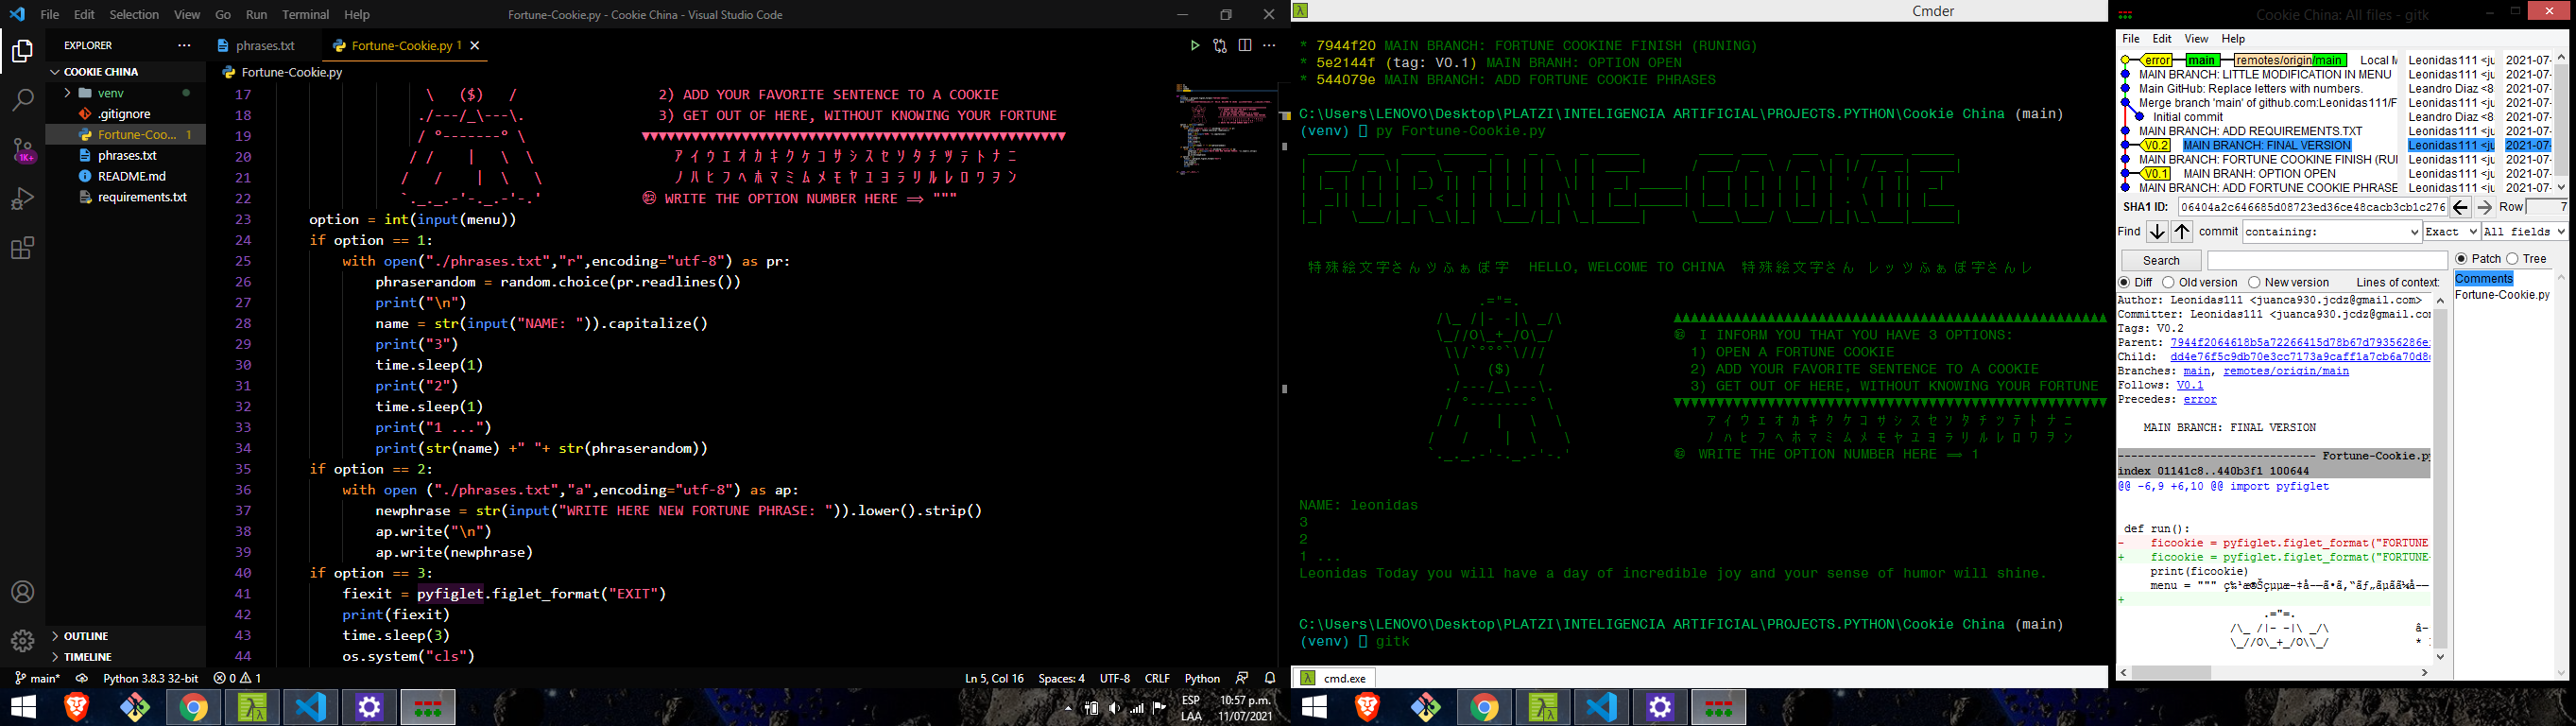 File Edit Selection View Go Run Terminal Help
Fortune-Cookie.py - Cookie China - Visual Studio Code
EXPLORER
COOKIE CHINA
venv
.gitignore
Fortune-Coo... 1
phrases.txt
README.md
requirements.txt
OUTLINE
TIMELINE
1K+
phrases.txt
Fortune-Cookie.py 1
Fortune-Cookie.py
17 \ ($) / 2) ADD YOUR FAVORITE SENTENCE TO A COOKIE
18 ./---/_\---\. 3) GET OUT OF HERE, WITHOUT KNOWING YOUR FORTUNE
19 / °-------° \ ▼▼▼▼▼▼▼▼▼▼▼▼▼▼▼▼▼▼▼▼▼▼▼▼▼▼▼▼▼▼▼▼▼▼▼▼▼▼▼▼▼▼▼▼▼▼▼▼▼▼▼
20 / / | \ \ アイウエオカキクケコサシスセソタチツテトナニ
21 / / | \ \ ノハヒフヘホマミムメモヤユヨラリルレロワヲン
22 `._._.-'-._.-'-.' ㊾ WRITE THE OPTION NUMBER HERE ==> """
23 option = int(input(menu))
24 if option == 1:
25 with open("./phrases.txt","r",encoding="utf-8") as pr:
26 phraserandom = random.choice(pr.readlines())
27 print("\n")
28 name = str(input("NAME: ")).capitalize()
29 print("3")
30 time.sleep(1)
31 print("2")
32 time.sleep(1)
33 print("1 ...")
34 print(str(name) +" "+ str(phraserandom))
35 if option == 2:
36 with open ("./phrases.txt","a",encoding="utf-8") as ap:
37 newphrase = str(input("WRITE HERE NEW FORTUNE PHRASE: ")).lower().strip()
38 ap.write("\n")
39 ap.write(newphrase)
40 if option == 3:
41 fiexit = pyfiglet.figlet_format("EXIT")
42 print(fiexit)
43 time.sleep(3)
44 os.system("cls")
main* Python 3.8.3 32-bit 0 1
Ln 5, Col 16 Spaces: 4 UTF-8 CRLF Python
ESP
LAA
10:57 p.m.
11/07/2021
Cmder
* 7944f20 MAIN BRANCH: FORTUNE COOKINE FINISH (RUNING)
* 5e2144f (tag: V0.1) MAIN BRANH: OPTION OPEN
* 544079e MAIN BRANCH: ADD FORTUNE COOKIE PHRASES
C:\Users\LENOVO\Desktop\PLATZI\INTELIGENCIA ARTIFICIAL\PROJECTS.PYTHON\Cookie China (main)
(venv) py Fortune-Cookie.py
FORTUNE-COOKIE
特殊絵文字さんツふぁぼ字 HELLO, WELCOME TO CHINA 特殊絵文字さん レッツふぁぼ字さんレ
I INFORM YOU THAT YOU HAVE 3 OPTIONS:
1) OPEN A FORTUNE COOKIE
2) ADD YOUR FAVORITE SENTENCE TO A COOKIE
3) GET OUT OF HERE, WITHOUT KNOWING YOUR FORTUNE
アイウエオカキクケコサシスセソタチツテトナニ
ノハヒフヘホマミムメモヤユヨラリルレロワヲン
WRITE THE OPTION NUMBER HERE ==> 1
NAME: leonidas
3
2
1 ...
Leonidas Today you will have a day of incredible joy and your sense of humor will shine.
C:\Users\LENOVO\Desktop\PLATZI\INTELIGENCIA ARTIFICIAL\PROJECTS.PYTHON\Cookie China (main)
(venv) gitk
cmd.exe
Cookie China: All files - gitk
File Edit View Help
error main remotes/origin/main Local M Leonidas111 <ju 2021-07-
MAIN BRANCH: LITTLE MODIFICATION IN MENU Leonidas111 <ju 2021-07-
Main GitHub: Replace letters with numbers. Leandro Diaz <8 2021-07-
Merge branch 'main' of github.com:Leonidas111/F Leonidas111 <ju 2021-07-
Initial commit Leandro Diaz <8 2021-07-
MAIN BRANCH: ADD REQUIREMENTS.TXT Leonidas111 <ju 2021-07-
V0.2 MAIN BRANCH: FINAL VERSION Leonidas111 <ju 2021-07-
MAIN BRANCH: FORTUNE COOKINE FINISH (RUI Leonidas111 <ju 2021-07-
V0.1 MAIN BRANH: OPTION OPEN Leonidas111 <ju 2021-07-
MAIN BRANCH: ADD FORTUNE COOKIE PHRASE Leonidas111 <ju 2021-07-
SHA1 ID: 06404a2c646685d08723ed36ce48cacb3cb1c276 Row 7
Find commit containing: Exact All fields
Search Patch Tree
Diff Old version New version Lines of context:
Comments
Fortune-Cookie.py
Author: Leonidas111 <juanca930.jcdz@gmail.com>
Committer: Leonidas111 <juanca930.jcdz@gmail.co
Tags: V0.2
Parent: 7944f2064618b5a72266415d78b67d79356286e
Child: dd4e76f5c9db70e3cc7173a9caff1a7cb6a70d8
Branches: main, remotes/origin/main
Follows: V0.1
Precedes: error
MAIN BRANCH: FINAL VERSION
------------------------------ Fortune-Cookie.py
index 01141c8..440b3f1 100644
@@ -6,9 +6,10 @@ import pyfiglet
def run():
- ficookie = pyfiglet.figlet_format("FORTUNE
+ ficookie = pyfiglet.figlet_format("FORTUNE-
print(ficookie)
menu = """
+